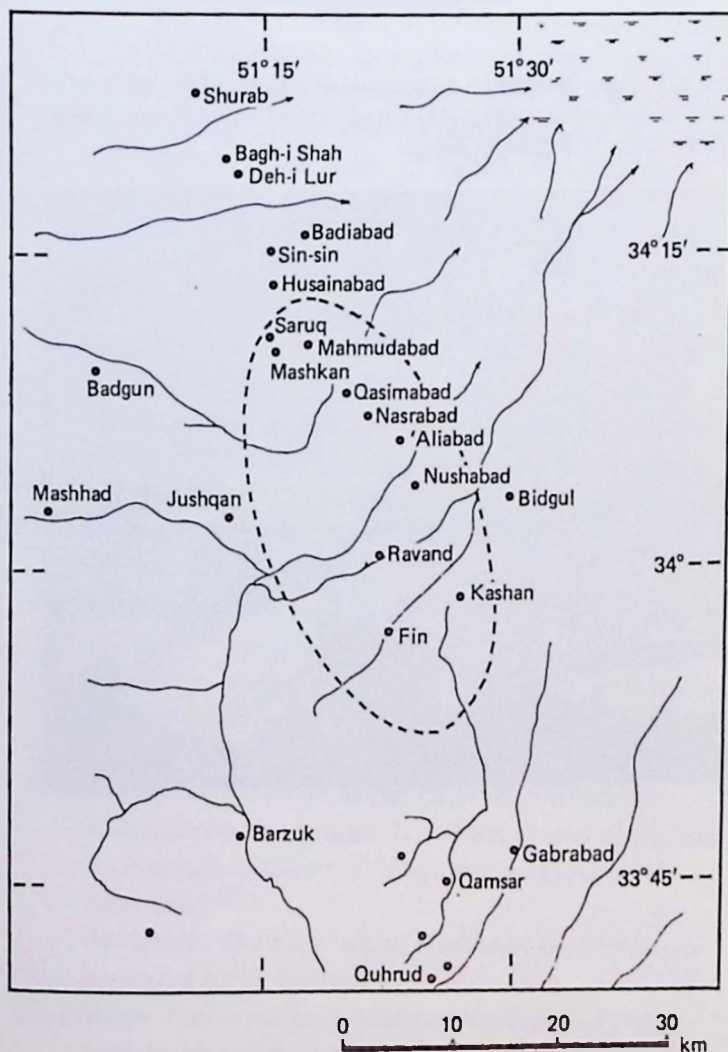 51°15′ 51°30′
Shurab
Bagh-i Shah
Deh-i Lur
Badiabad
Sin-sin
34°15′
Husainabad
Saruq
Mahmudabad
Mashkan
Badgun
Qasimabad
Nasrabad
Aliabad
Nushabad
Mashhad
Jushqan
Bidgul
Ravand
34°
Kashan
Fin
Barzuk
Gabrabad
Qamsar
33°45′
Quhrud
0 10 20 30
km